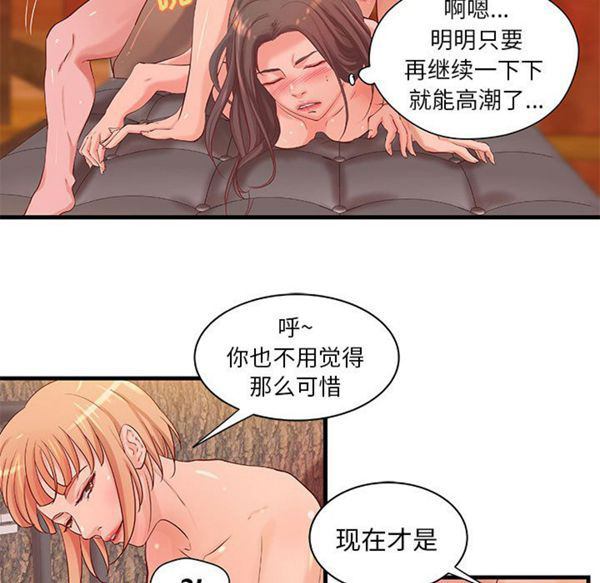 啊嗯...
明明只要
再继续一下下
就能高潮了...
呼~
你也不用觉得
那么可惜
现在才是